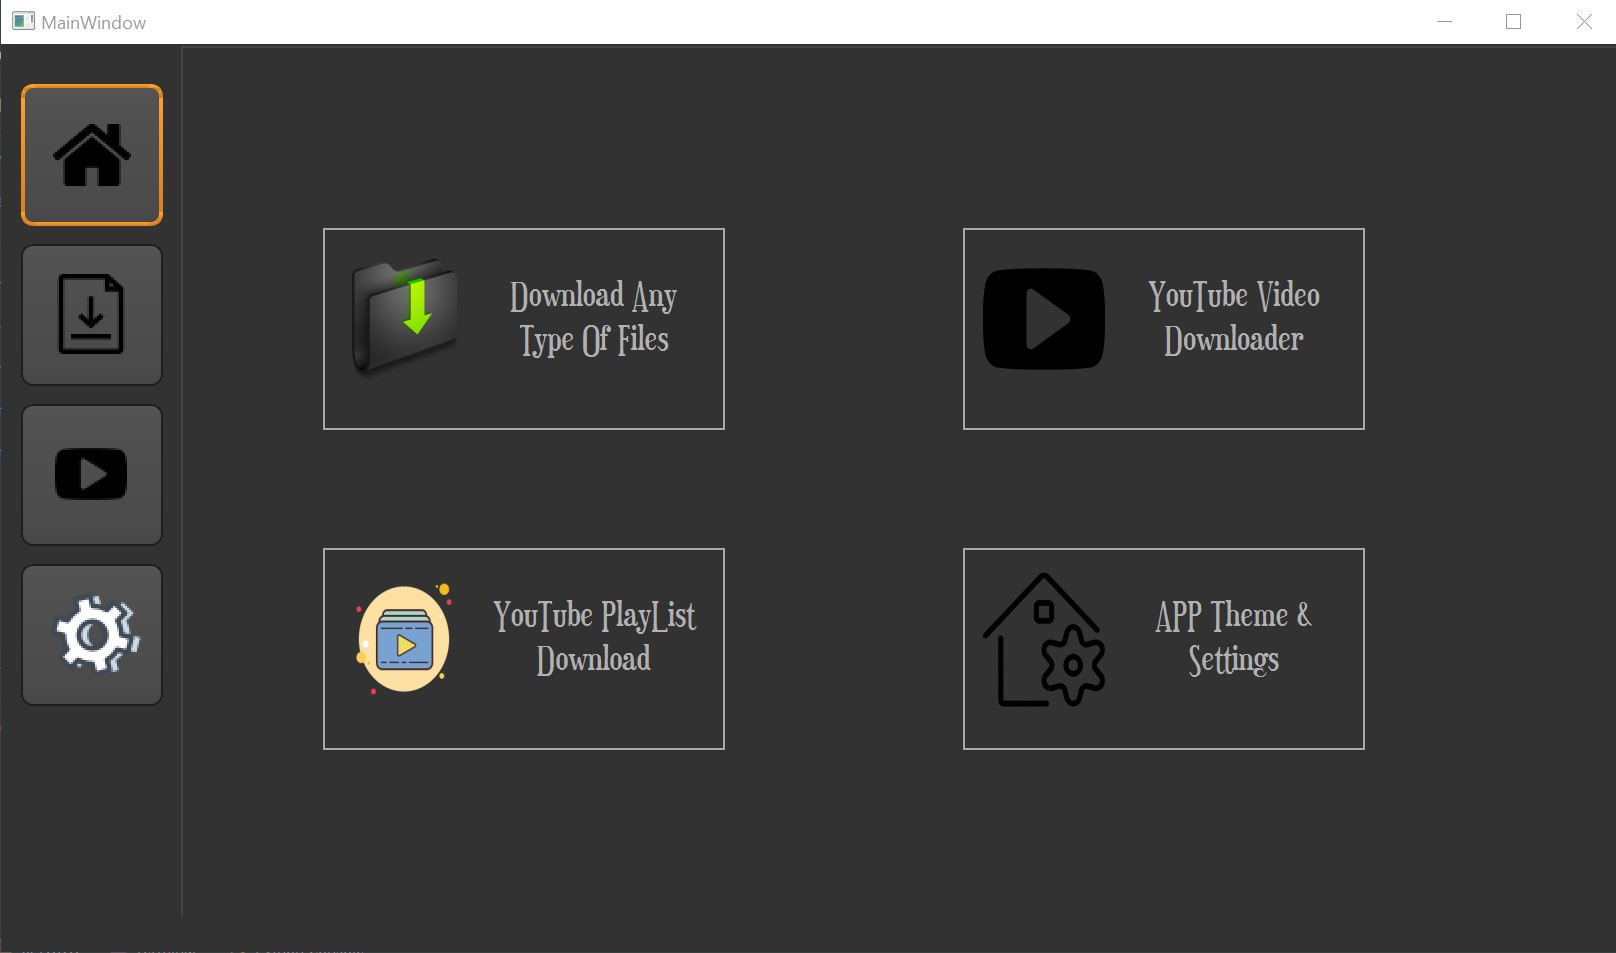 MainWindow
Download Any
Type Of Files
YouTube Video
Downloader
YouTube PlayList
Download
APP Theme &
Settings